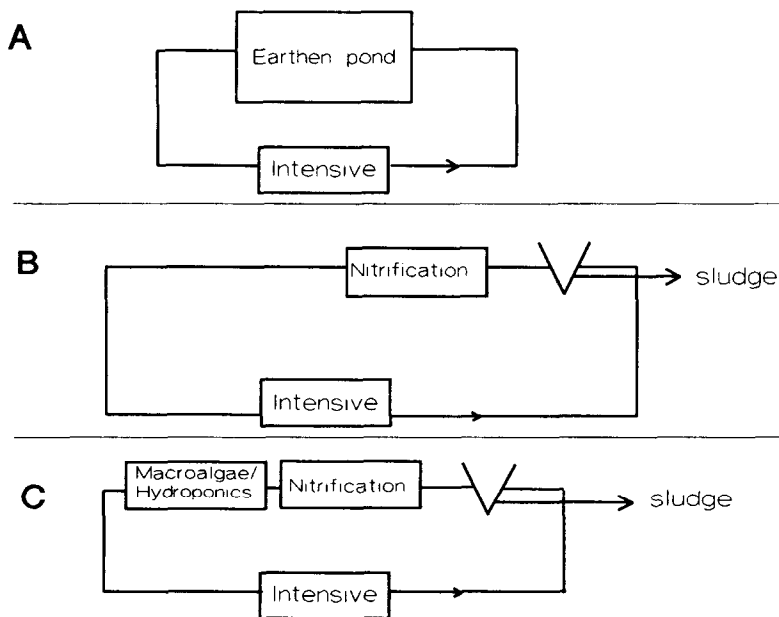 A
Earthen pond
Intensive
B
Nitrification
sludge
Intensive
C
Macroalgae/
Hydroponics
Nitrification
sludge
Intensive